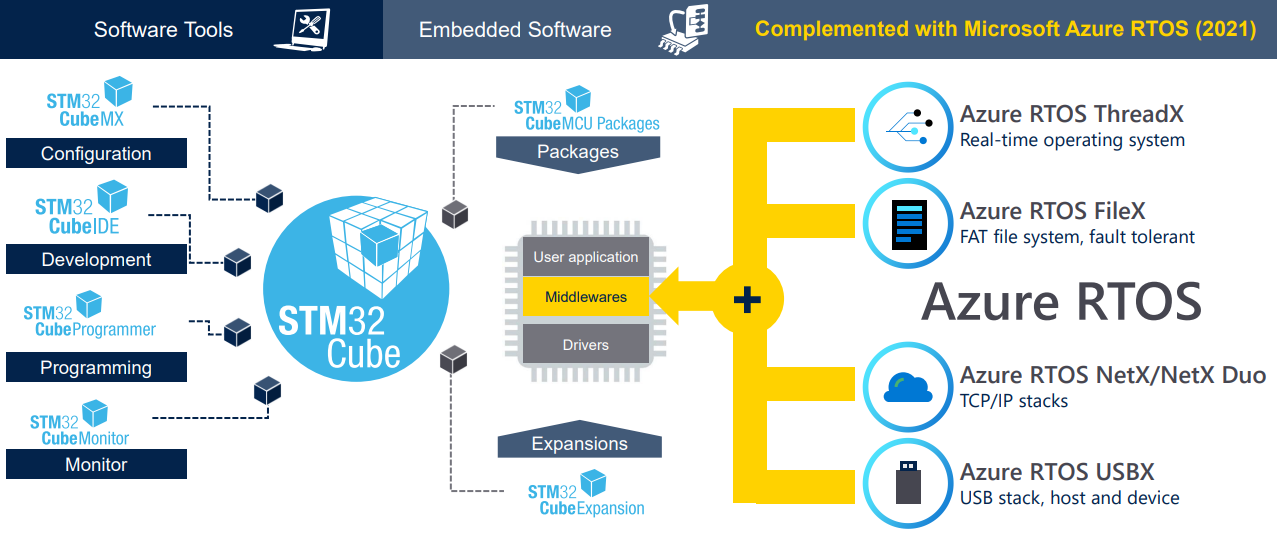 Software Tools
Embedded Software
Complemented with Microsoft Azure RTOS (2021)
STM32
CubeMX
Configuration
STM32
CubeIDE
Development
STM32
CubeProgrammer
Programming
STM32
CubeMonitor
Monitor
STM32
Cube
STM32
CubeMCU Packages
Packages
User application
Middlewares
Drivers
Expansions
STM32
CubeExpansion
+
Azure RTOS ThreadX
Real-time operating system
Azure RTOS FileX
FAT file system, fault tolerant
Azure RTOS
Azure RTOS NetX/NetX Duo
TCP/IP stacks
Azure RTOS USBX
USB stack, host and device